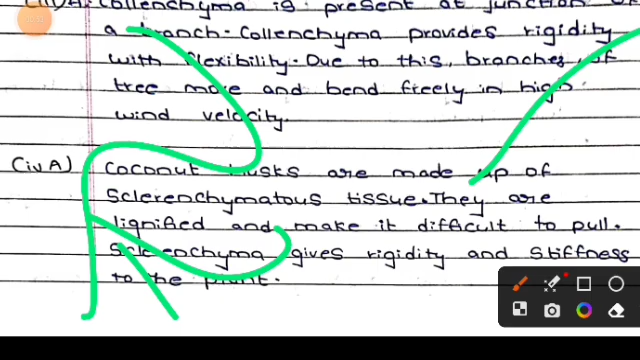 Collenchyma is present at junction
a branch. Collenchyma provides rigidity
with flexibility. Due to this, branches of
tree move and bend freely in high
wind velocity.
(iv A) Coconut husks are made up of
Sclerenchymatous tissue. They are
lignified and make it difficult to pull.
Sclerenchyma gives rigidity and stiffness
to the plant.